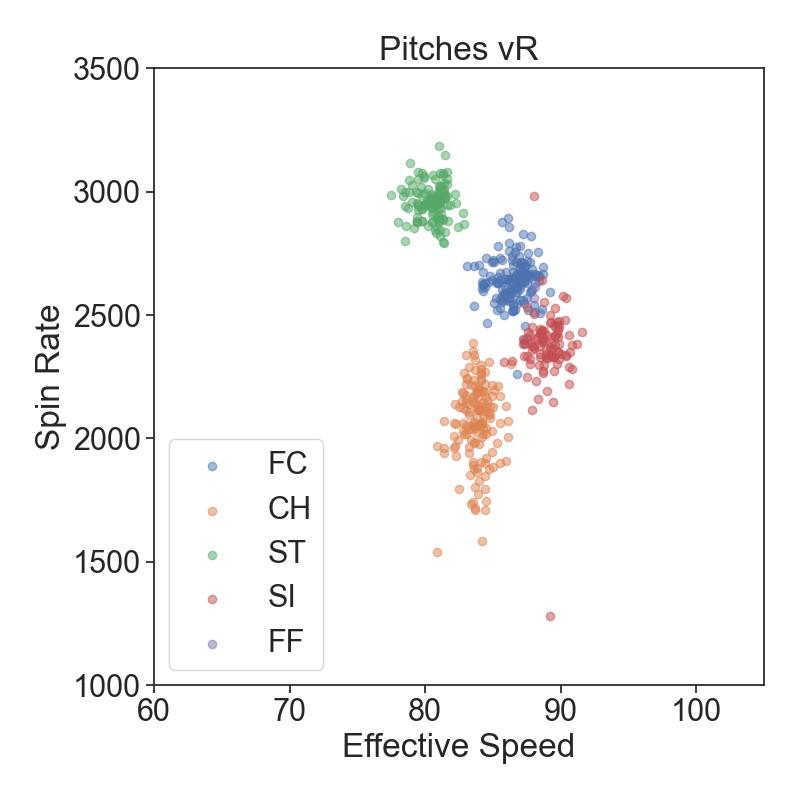 Pitches vR
3500
3000
2500
2000
1500
1000
Spin Rate
FC
CH
ST
SI
FF
60 70 80 90 100
Effective Speed